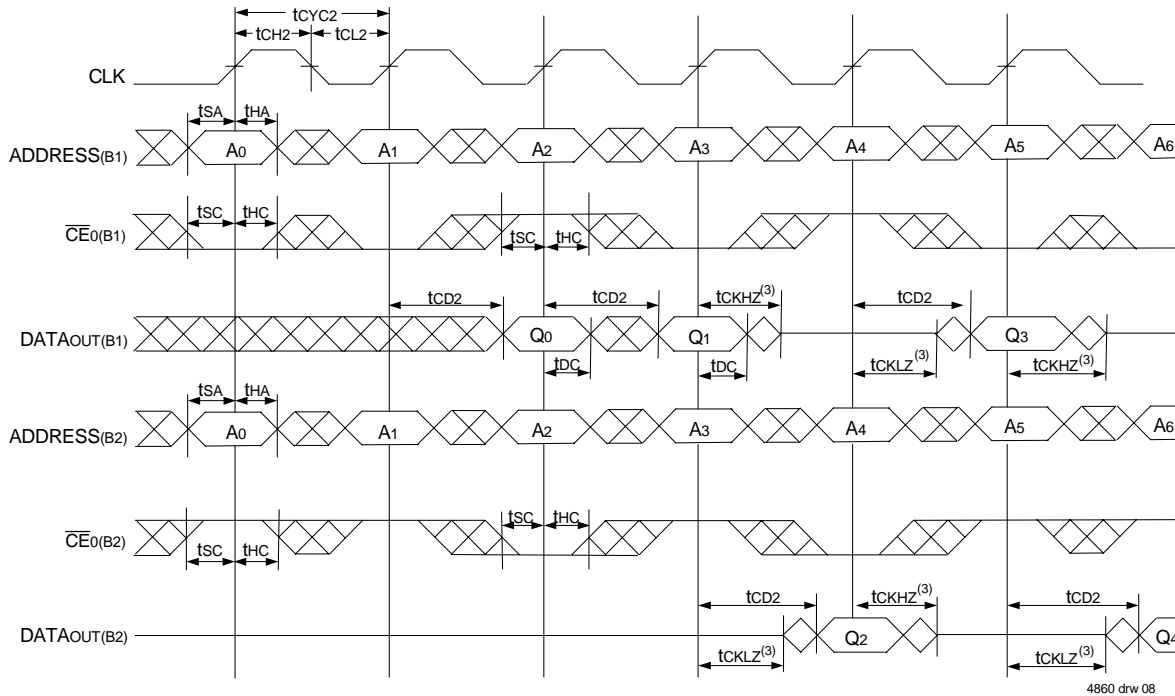 tCYC2
tCH2 tCL2
CLK
tSA tHA
ADDRESS(B1) A0 A1 A2 A3 A4 A5 A6
tSC tHC
CE0(B1)
tSC tHC
tCD2 tCD2 tCKHZ(3) tCD2
DATAOUT(B1) Q0 Q1 Q3
tDC tDC tCKLZ(3) tCKHZ(3)
tSA tHA
ADDRESS(B2) A0 A1 A2 A3 A4 A5 A6
tSC tHC
CE0(B2)
tSC tHC
tCD2 tCKHZ(3) tCD2
DATAOUT(B2) Q2 Q4
tCKLZ(3) tCKLZ(3)
4860 drw 08